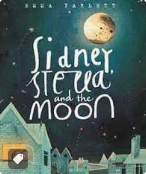 EMMA YARLETT
Sidney,
Stella
and the
Moon